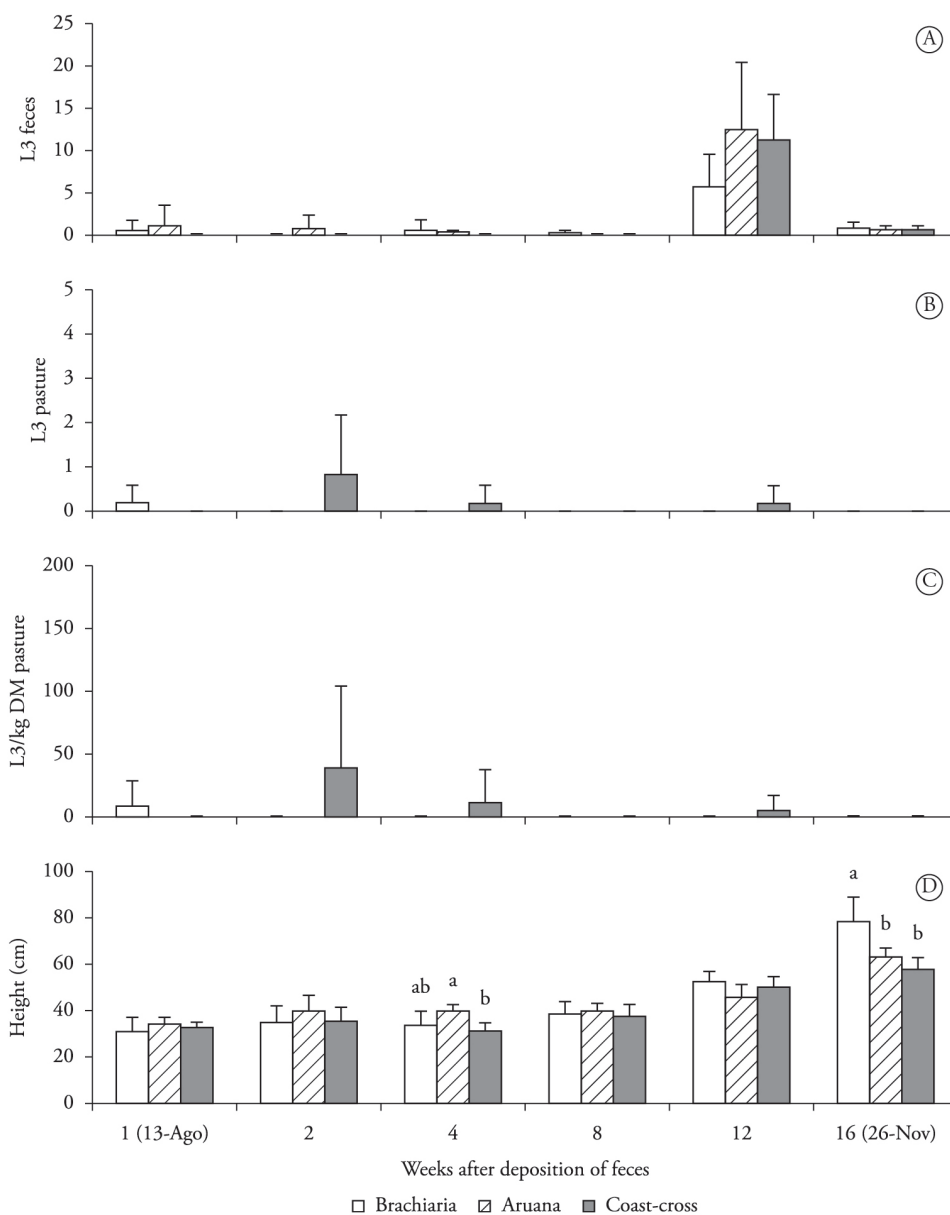 A
L3 feces
25
20
15
10
5
0
B
L3 pasture
5
4
3
2
1
0
C
L3/kg DM pasture
200
150
100
50
0
D
Height (cm)
100
80
60
40
20
0
ab a b
a b b
1 (13-Ago) 2 4 8 12 16 (26-Nov)
Weeks after deposition of feces
Brachiaria Aruana Coast-cross